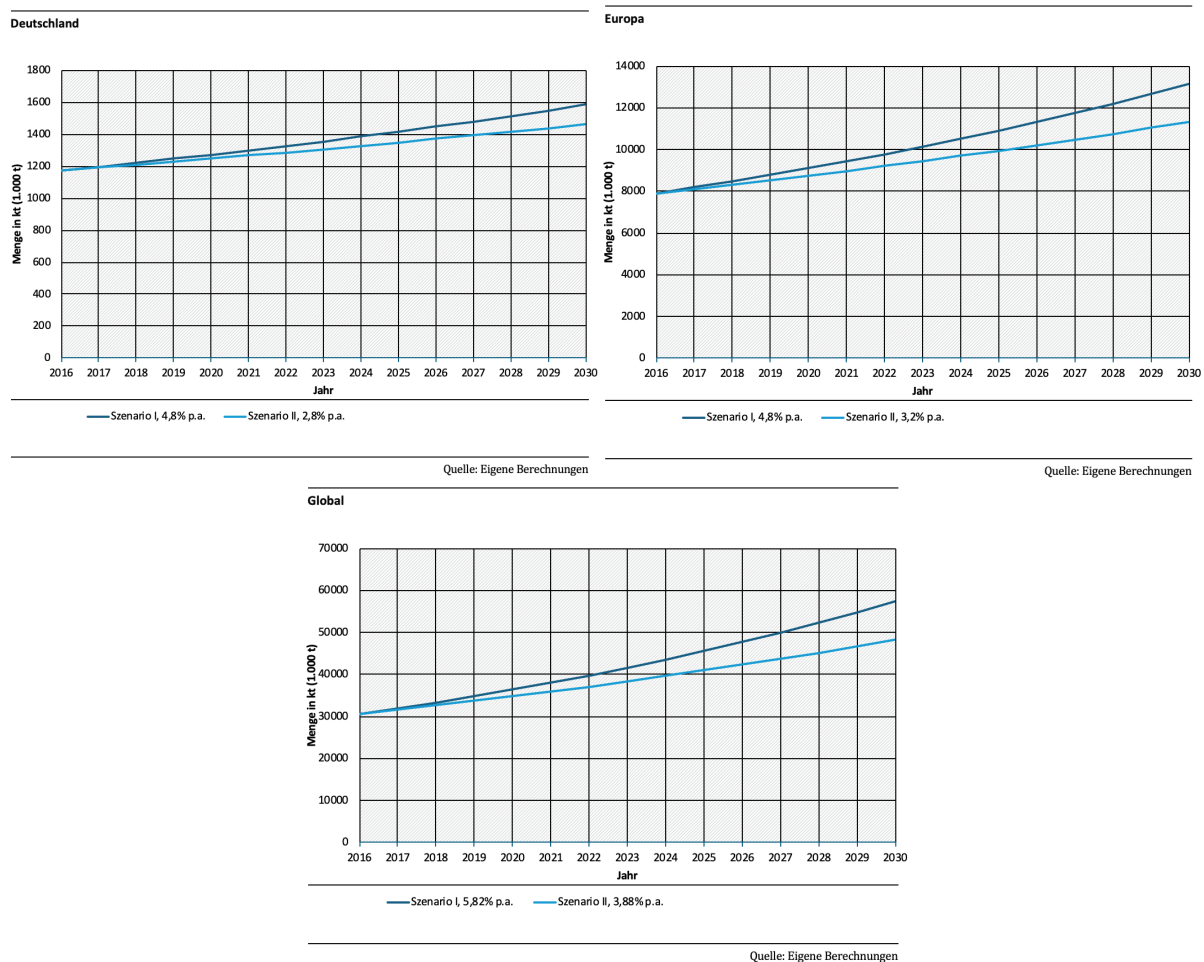 Deutschland
Menge in kt (1.000 t)
1800
1600
1400
1200
1000
800
600
400
200
0
2016 2017 2018 2019 2020 2021 2022 2023 2024 2025 2026 2027 2028 2029 2030
Jahr
Szenario I, 4,8% p.a. Szenario II, 2,8% p.a.
Quelle: Eigene Berechnungen
Europa
Menge in kt (1.000 t)
14000
12000
10000
8000
6000
4000
2000
0
2016 2017 2018 2019 2020 2021 2022 2023 2024 2025 2026 2027 2028 2029 2030
Jahr
Szenario I, 4,8% p.a. Szenario II, 3,2% p.a.
Quelle: Eigene Berechnungen
Global
Menge in kt (1.000 t)
70000
60000
50000
40000
30000
20000
10000
0
2016 2017 2018 2019 2020 2021 2022 2023 2024 2025 2026 2027 2028 2029 2030
Jahr
Szenario I, 5,82% p.a. Szenario II, 3,88% p.a.
Quelle: Eigene Berechnungen